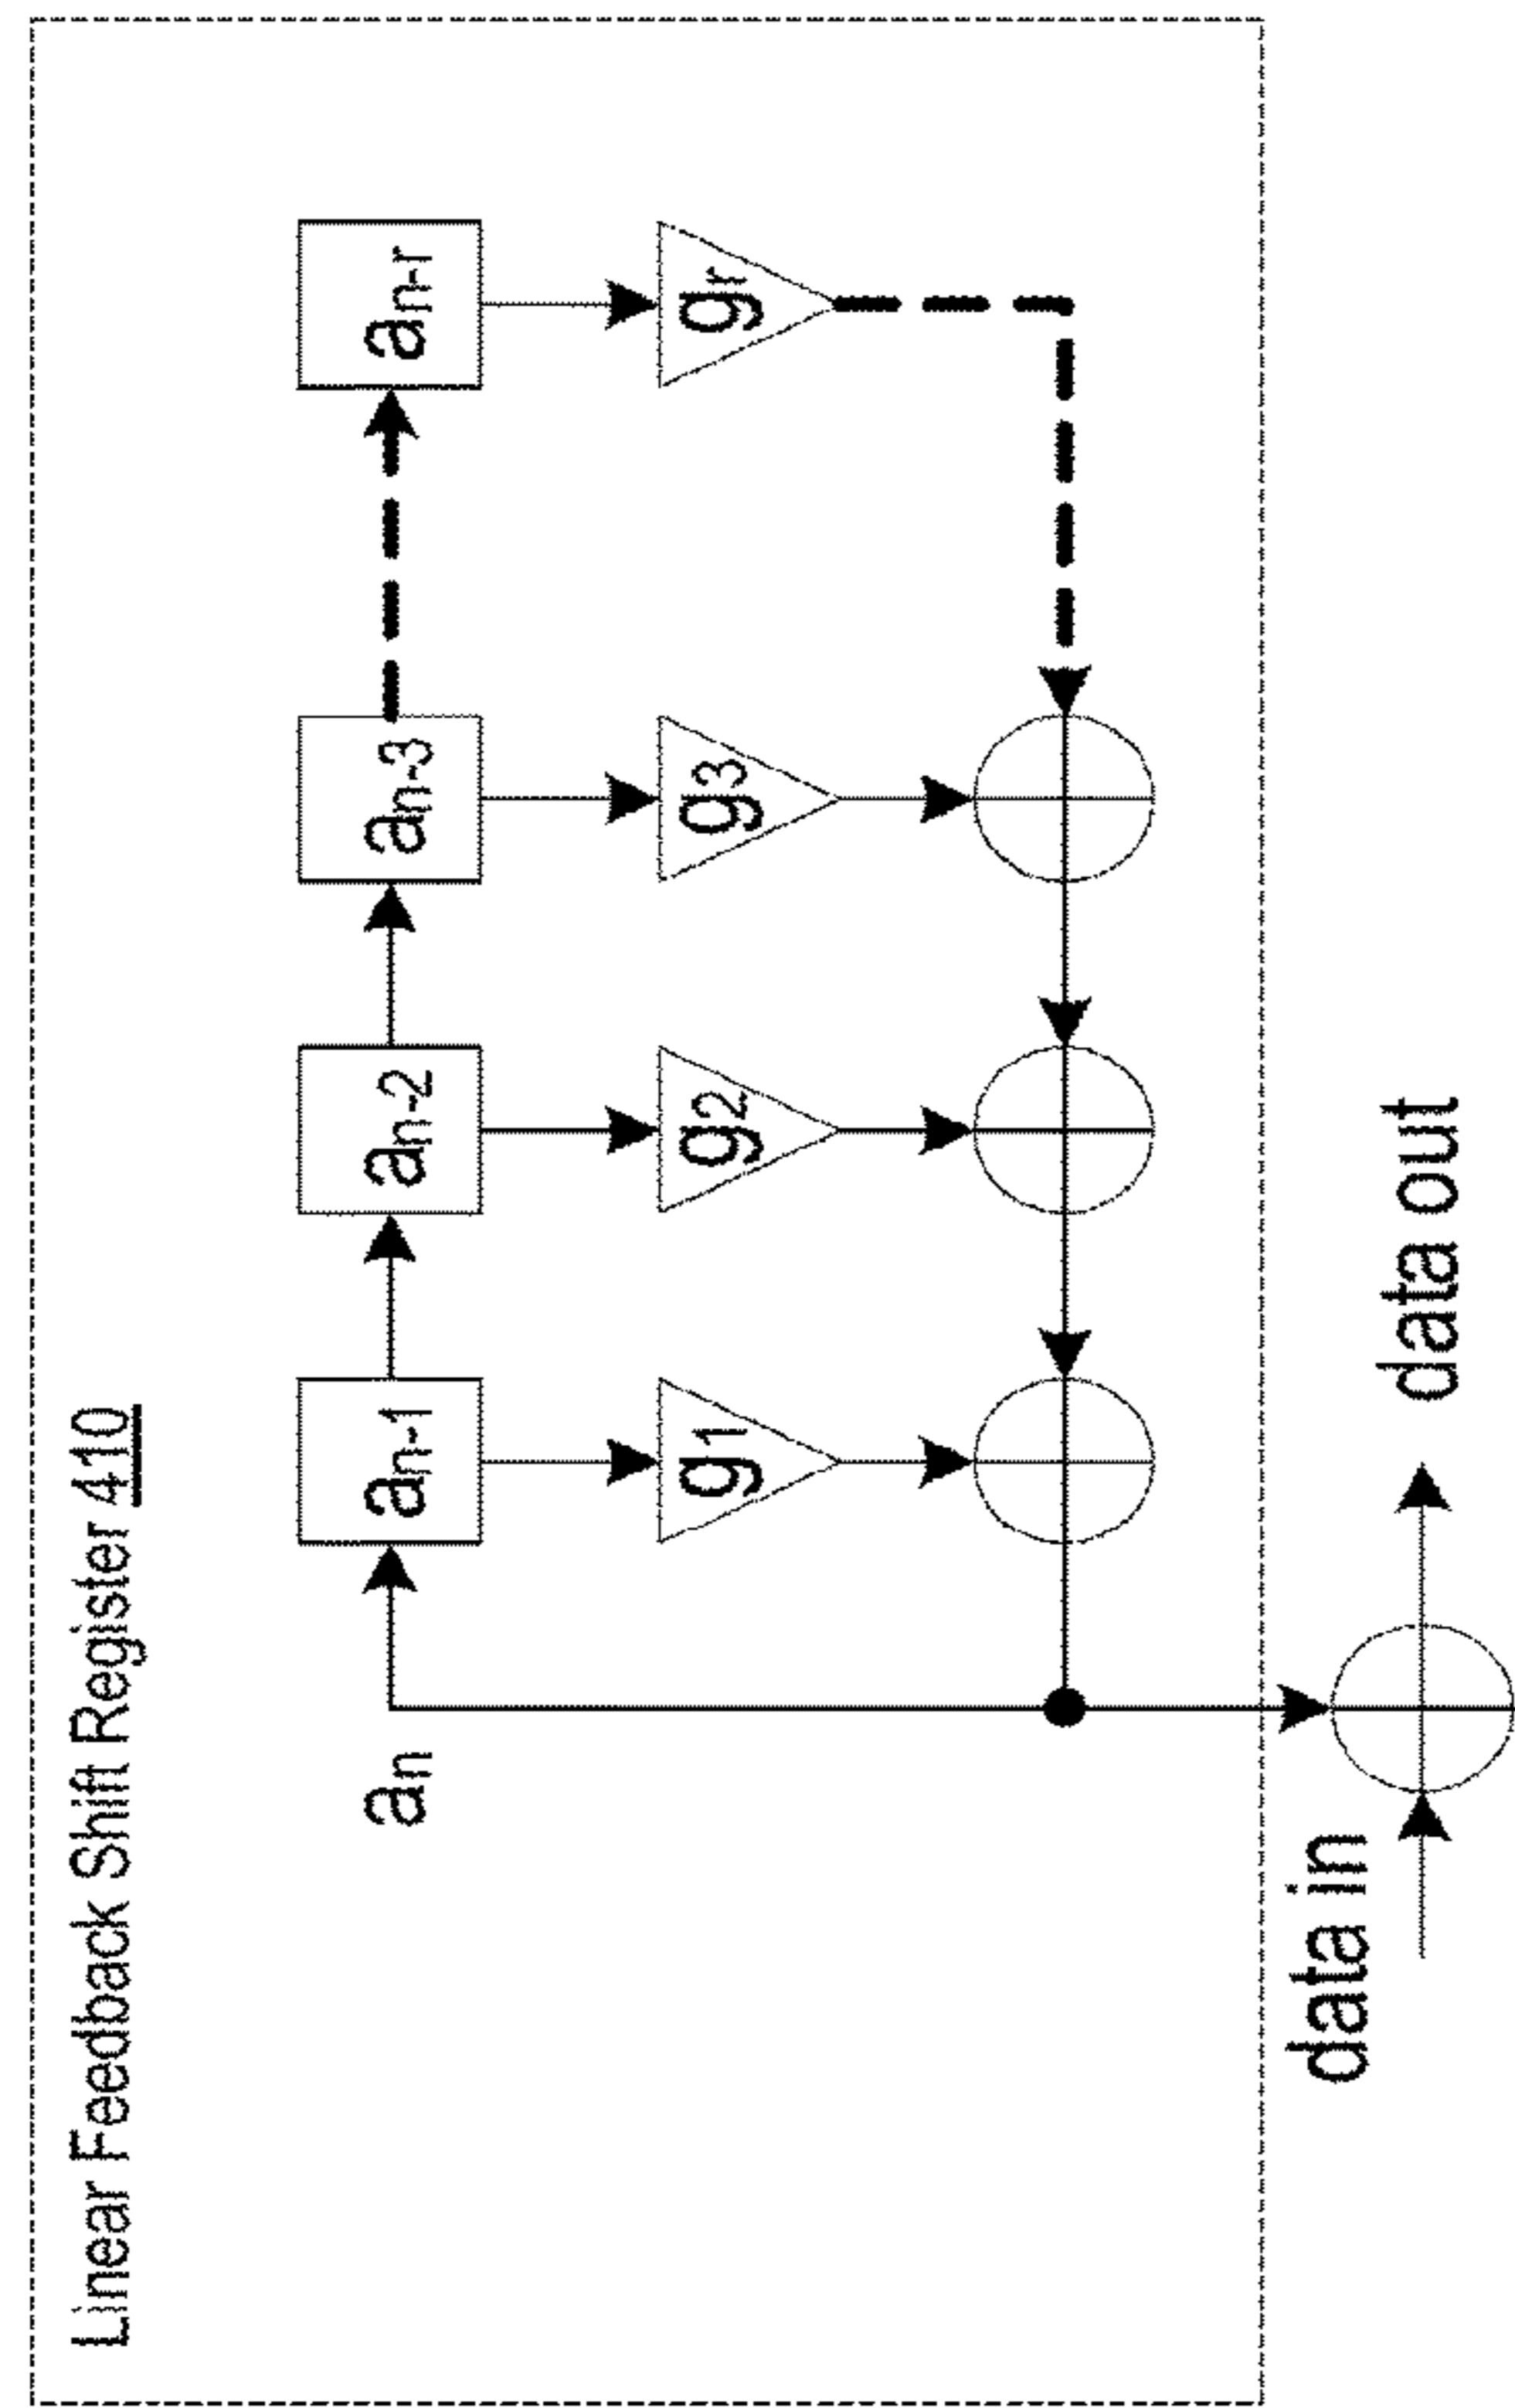 Linear Feedback Shift Register 410
an
an-1
an-2
an-3
an-r
g1
g2
g3
gr
data in
data out